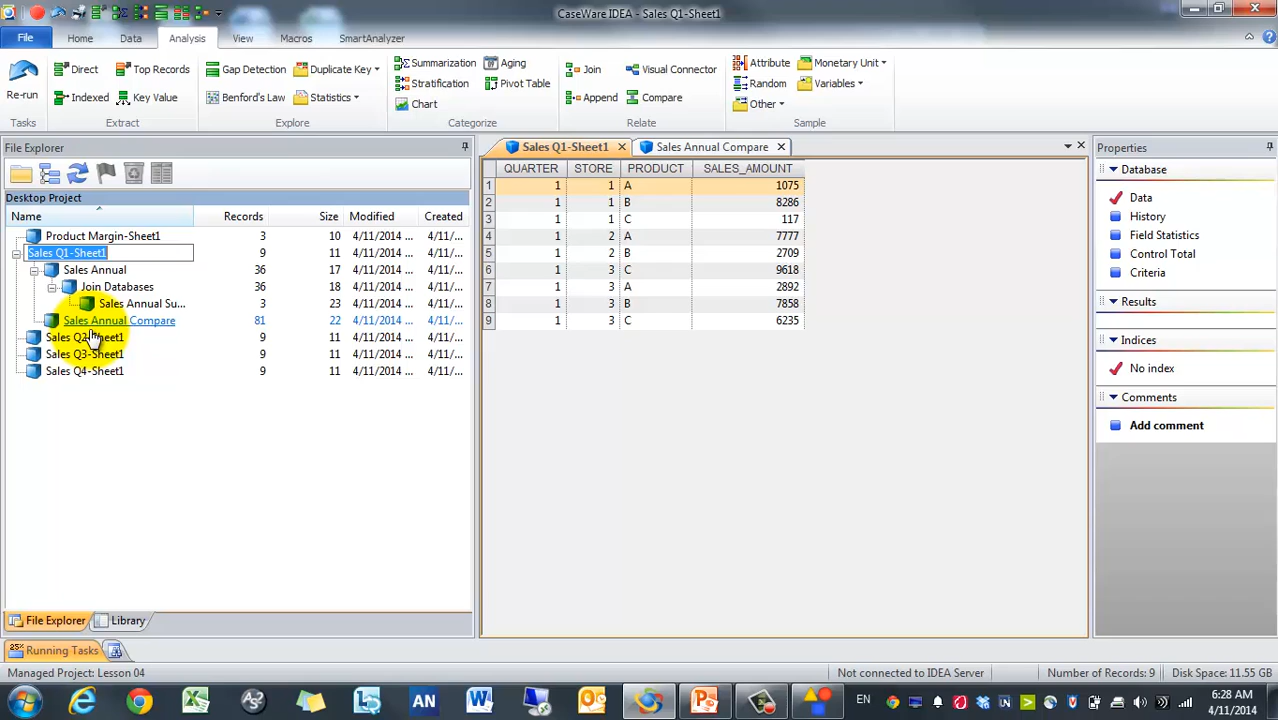 CaseWare IDEA - Sales Q1-Sheet1
File Home Data Analysis View Macros SmartAnalyzer
Direct Top Records Gap Detection Duplicate Key Summarization Aging Join Visual Connector Attribute Monetary Unit
Stratification Pivot Table Random Variables
Re-run Indexed Key Value Benford's Law Statistics Chart Append Compare Other
Tasks Extract Explore Categorize Relate Sample
File Explorer
Sales Q1-Sheet1 Sales Annual Compare
Properties
Desktop Project
Name Records Size Modified Created
Product Margin-Sheet1 3 10 4/11/2014 ... 4/11/...
Sales Q1-Sheet1 9 11 4/11/2014 ... 4/11/...
Sales Annual 36 17 4/11/2014 ... 4/11/...
Join Databases 36 18 4/11/2014 ... 4/11/...
Sales Annual Su... 3 23 4/11/2014 ... 4/11/...
Sales Annual Compare 81 22 4/11/2014 ... 4/11/...
Sales Q2-Sheet1 9 11 4/11/2014 ... 4/11/...
Sales Q3-Sheet1 9 11 4/11/2014 ... 4/11/...
Sales Q4-Sheet1 9 11 4/11/2014 ... 4/11/...
QUARTER STORE PRODUCT SALES_AMOUNT
1 1 1 A 1075
2 1 1 B 8286
3 1 1 C 117
4 1 2 A 7777
5 1 2 B 2709
6 1 3 C 9618
7 1 3 A 2892
8 1 3 B 7858
9 1 3 C 6235
Database
Data
History
Field Statistics
Control Total
Criteria
Results
Indices
No index
Comments
Add comment
File Explorer Library
Running Tasks
Managed Project: Lesson 04 Not connected to IDEA Server Number of Records: 9 Disk Space: 11.55 GB
AN EN 6:28 AM
4/11/2014